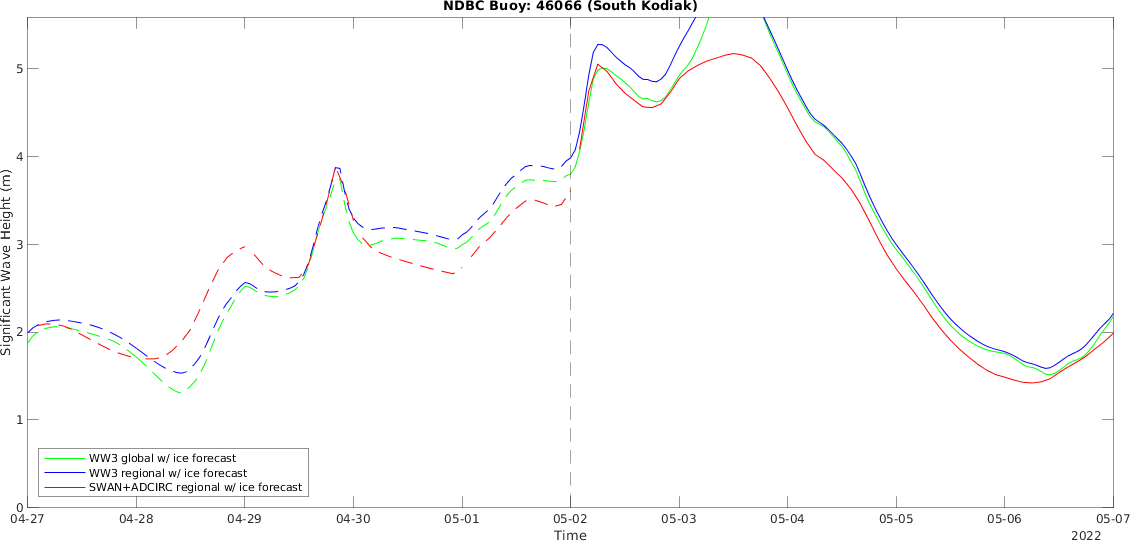 NDBC Buoy: 46066 (South Kodiak)
Significant Wave Height (m)
5
4
3
2
1
0
WW3 global w/ ice forecast
WW3 regional w/ ice forecast
SWAN+ADCIRC regional w/ ice forecast
04-27 04-28 04-29 04-30 05-01 05-02 05-03 05-04 05-05 05-06 05-07
Time
2022